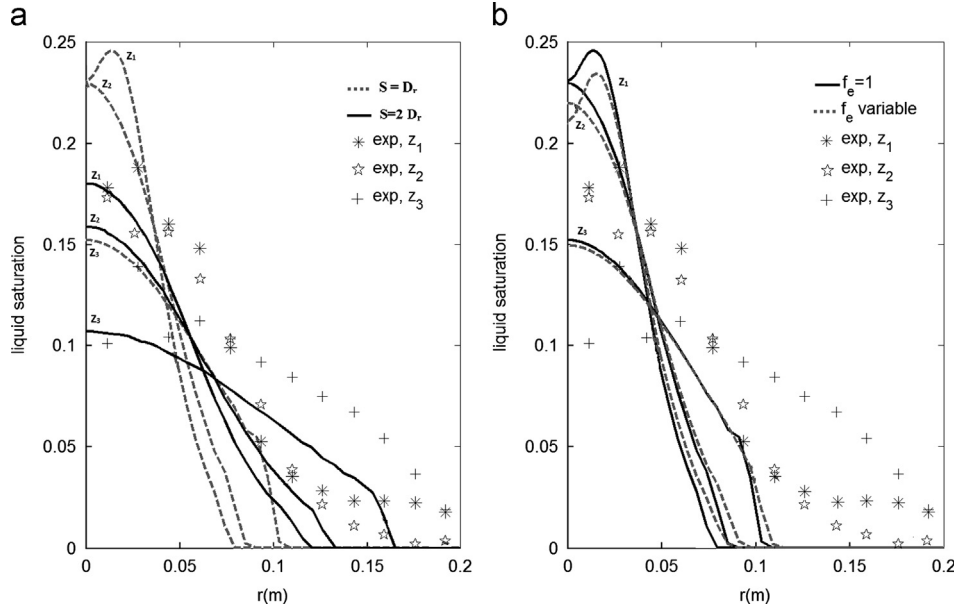 a
0.25
0.2
0.15
0.1
0.05
0
0 0.05 0.1 0.15 0.2
liquid saturation
r(m)
z₁
z₂
z₁
z₂
z₃
z₃
S = Dᵣ
S=2 Dᵣ
exp, z₁
exp, z₂
exp, z₃
b
0.25
0.2
0.15
0.1
0.05
0
0 0.05 0.1 0.15 0.2
liquid saturation
r(m)
z₁
z₂
z₃
fₑ=1
fₑ variable
exp, z₁
exp, z₂
exp, z₃